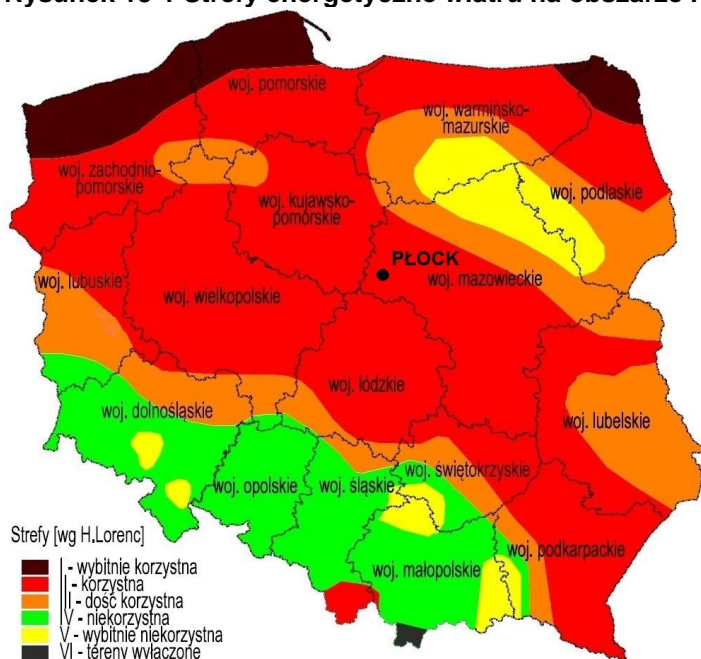 Rysunek 13-1 Strefy energetyczne wiatru na obszarze
woj. pomorskie
woj. warmińsko-
mazurskie
woj. zachodnio-
pomorskie
woj. kujawsko-
pomorskie
woj. podlaskie
PŁOCK
woj. lubuskie
woj. wielkopolskie
woj. mazowieckie
woj. łódzkie
woj. dolnośląskie
woj. lubelskie
woj. opolskie
woj. śląskie
woj. świętokrzyskie
woj. małopolskie
woj. podkarpackie
Strefy [wg H.Lorenc]
I - wybitnie korzystna
II - korzystna
III - dość korzystna
IV - niekorzystna
V - wybitnie niekorzystna
VI - tereny wyłączone